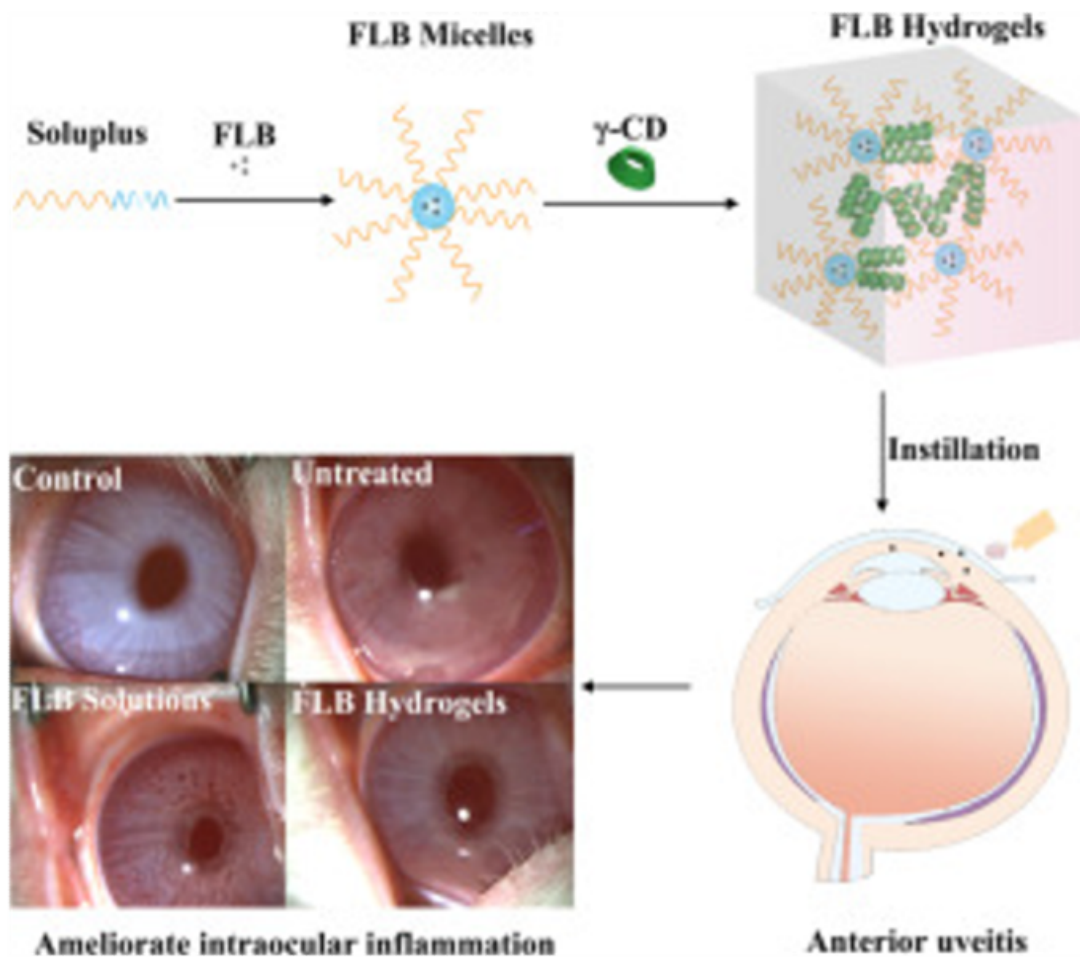 FLB Micelles
FLB Hydrogels
Soluplus
FLB
γ-CD
Instillation
Control
Untreated
FLB Solutions
FLB Hydrogels
Ameliorate intraocular inflammation
Anterior uveitis